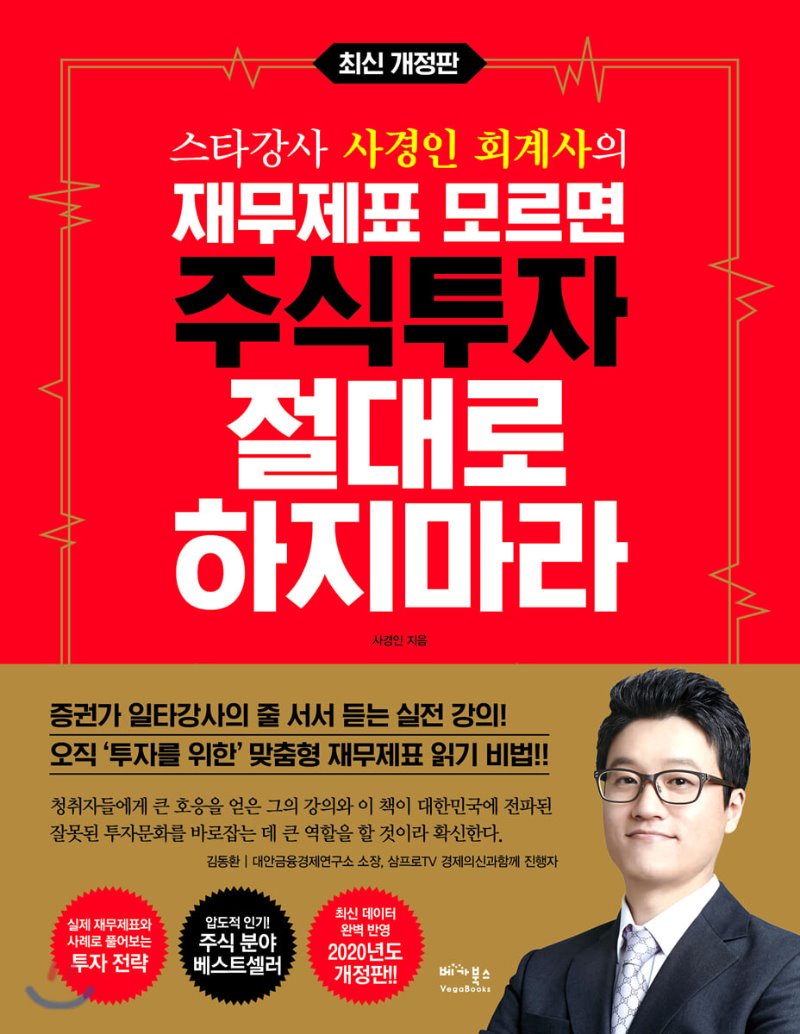 최신 개정판
스타강사 사경인 회계사의
재무제표 모르면
주식투자
절대로
하지마라
사경인 지음
증권가 일타강사의 줄 서서 듣는 실전 강의!
오직 ‘투자를 위한’ 맞춤형 재무제표 읽기 비법!!
청취자들에게 큰 호응을 얻은 그의 강의와 이 책이 대한민국에 전파된
잘못된 투자문화를 바로잡는 데 큰 역할을 할 것이라 확신한다.
김동환 | 대안금융경제연구소 소장, 삼프로TV 경제의신과함께 진행자
실제 재무제표와
사례로 풀어보는
투자 전략
압도적 인기!
주식 분야
베스트셀러
최신 데이터
완벽 반영
2020년도
개정판!!
베가북스
VegaBooks